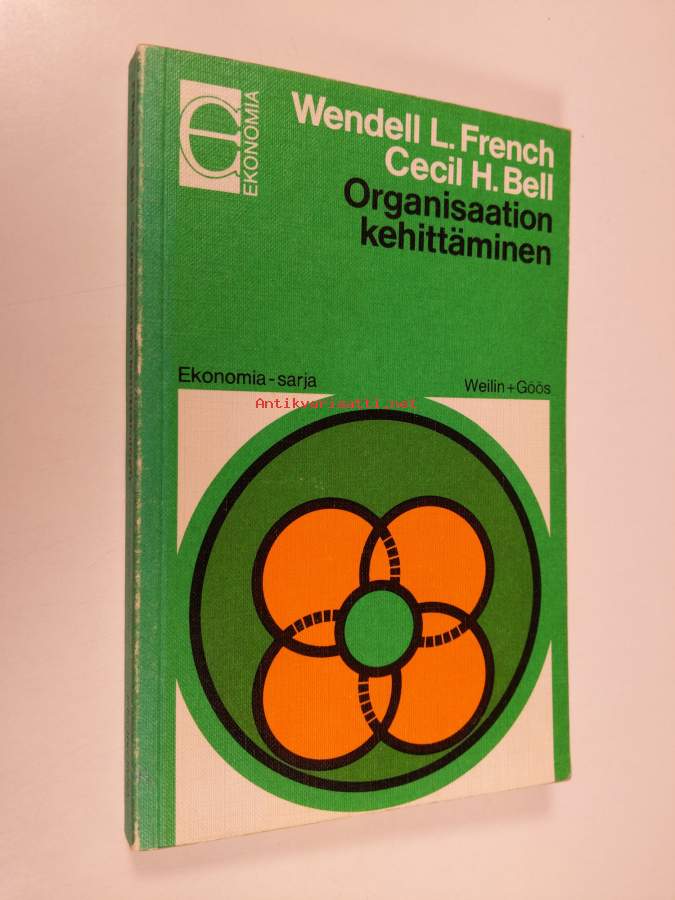 EKONOMIA
Wendell L. French
Cecil H. Bell
Organisaation
kehittäminen
Ekonomia-sarja
Weilin+Göös
Antikvariaatti.net